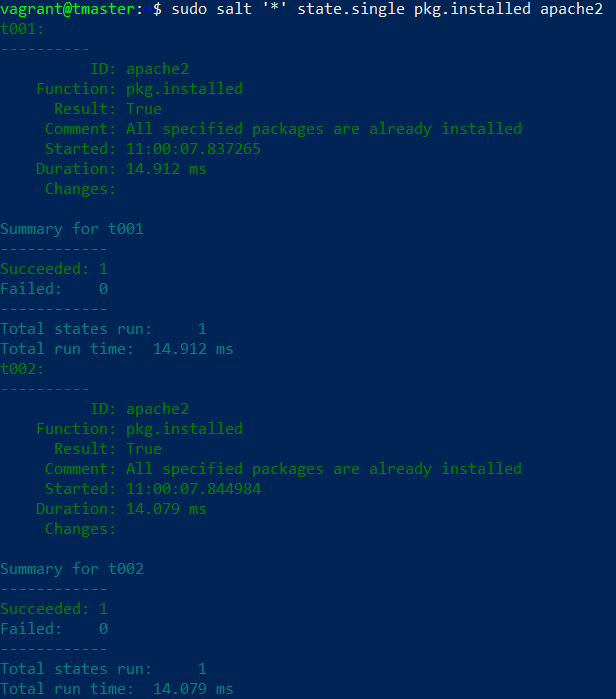 vagrant@tmaster:~$ sudo salt '*' state.single pkg.installed apache2
t001:
----------
          ID: apache2
    Function: pkg.installed
      Result: True
     Comment: All specified packages are already installed
     Started: 11:00:07.837265
    Duration: 14.912 ms
     Changes:

Summary for t001
------------
Succeeded: 1
Failed:    0
------------
Total states run:     1
Total run time:  14.912 ms
t002:
----------
          ID: apache2
    Function: pkg.installed
      Result: True
     Comment: All specified packages are already installed
     Started: 11:00:07.844984
    Duration: 14.079 ms
     Changes:

Summary for t002
------------
Succeeded: 1
Failed:    0
------------
Total states run:     1
Total run time:  14.079 ms